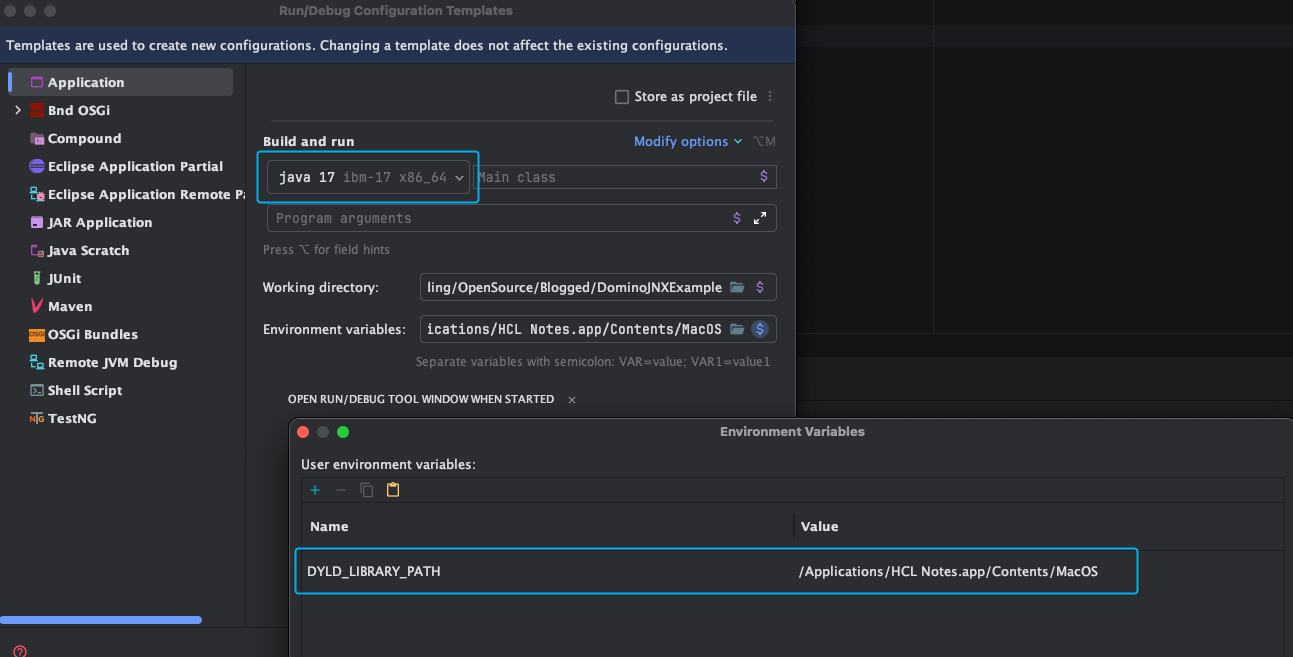 Run/Debug Configuration Templates
Templates are used to create new configurations. Changing a template does not affect the existing configurations.
Application
Bnd OSGi
Compound
Eclipse Application Partial
Eclipse Application Remote Pa
JAR Application
Java Scratch
JUnit
Maven
OSGi Bundles
Remote JVM Debug
Shell Script
TestNG
Store as project file
Build and run
Modify options ⌥M
java 17 ibm-17 x86_64
Main class
Program arguments
Press ⌥ for field hints
Working directory: ling/OpenSource/Blogged/DominoJNXExample
Environment variables: ications/HCL Notes.app/Contents/MacOS
Separate variables with semicolon: VAR=value; VAR1=value1
OPEN RUN/DEBUG TOOL WINDOW WHEN STARTED
Environment Variables
User environment variables:
Name Value
DYLD_LIBRARY_PATH /Applications/HCL Notes.app/Contents/MacOS